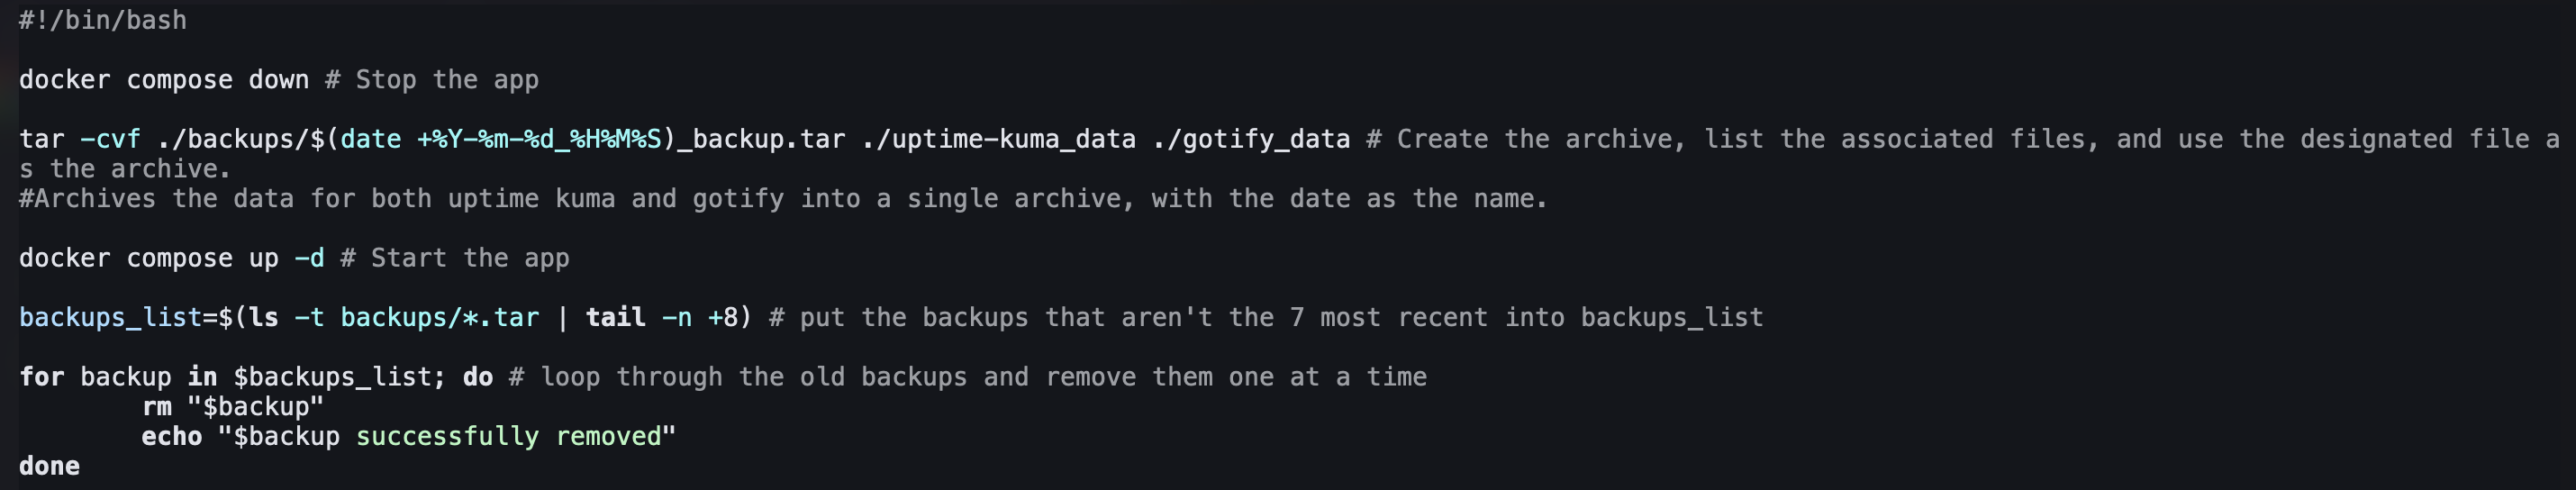 #!/bin/bash
docker compose down # Stop the app
tar -cvf ./backups/$(date +%Y-%m-%d_%H%M%S)_backup.tar ./uptime-kuma_data ./gotify_data # Create the archive, list the associated files, and use the designated file a
s the archive.
#Archives the data for both uptime kuma and gotify into a single archive, with the date as the name.
docker compose up -d # Start the app
backups_list=$(ls -t backups/*.tar | tail -n +8) # put the backups that aren't the 7 most recent into backups_list
for backup in $backups_list; do # loop through the old backups and remove them one at a time
        rm "$backup"
        echo "$backup successfully removed"
done